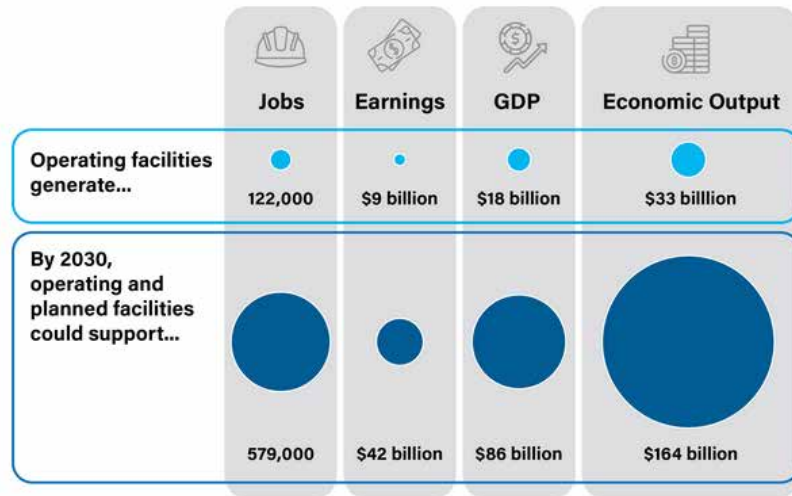 Jobs
Earnings
GDP
Economic Output
Operating facilities
generate...
122,000
$9 billion
$18 billion
$33 billlion
By 2030,
operating and
planned facilities
could support...
579,000
$42 billion
$86 billion
$164 billion